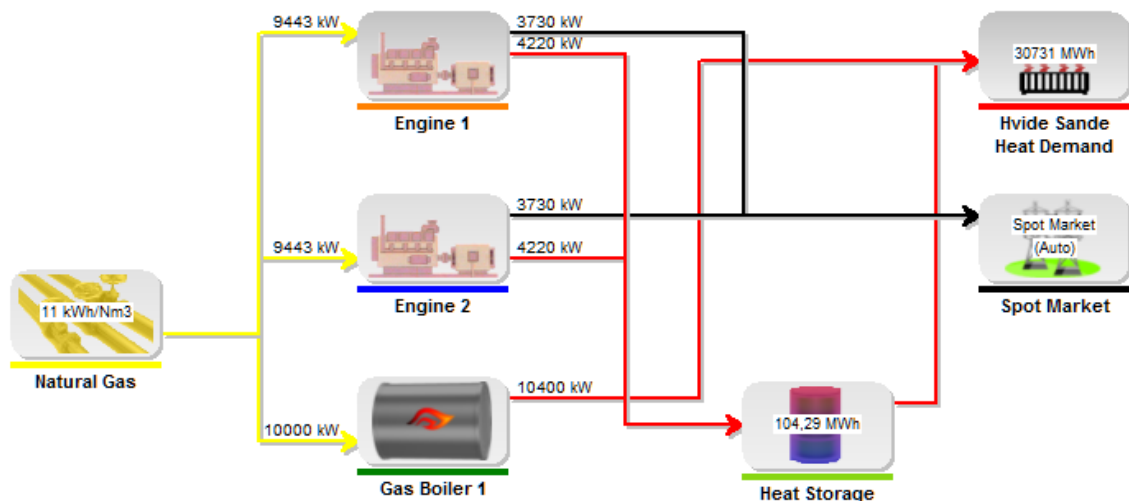 9443 kW
3730 kW
4220 kW
Engine 1
30731 MWh
Hvide Sande
Heat Demand
9443 kW
3730 kW
4220 kW
Engine 2
Spot Market
(Auto)
Spot Market
11 kWh/Nm3
Natural Gas
10000 kW
10400 kW
Gas Boiler 1
104,29 MWh
Heat Storage